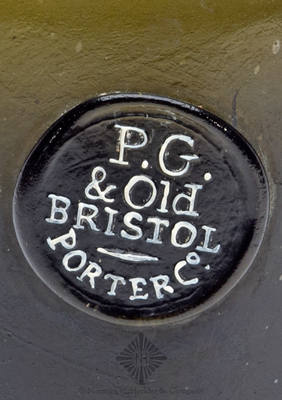 P.G.
& Old.
BRISTOL
PORTER Co.